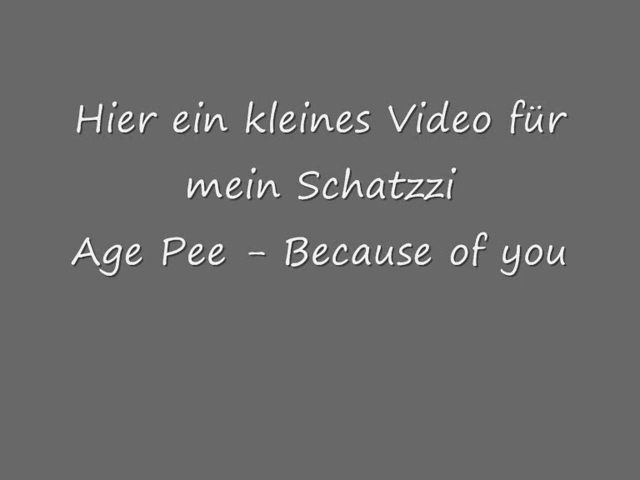 Hier ein kleines Video für
mein Schatzzi
Age Pee - Because of you